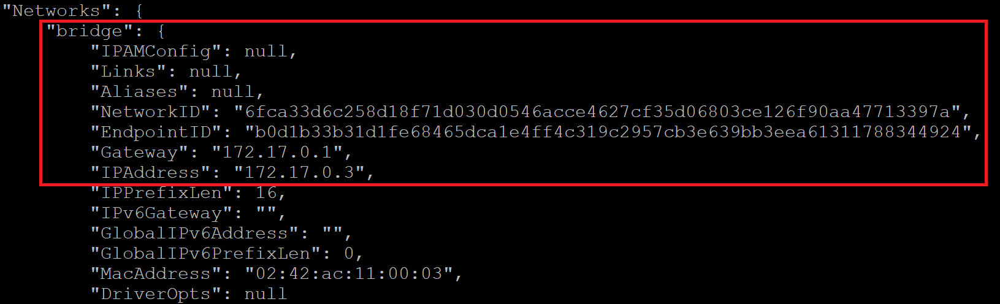 "Networks": {
"bridge": {
"IPAMConfig": null,
"Links": null,
"Aliases": null,
"NetworkID": "6fca33d6c258d18f71d030d0546acce4627cf35d06803ce126f90aa47713397a",
"EndpointID": "b0d1b33b31d1fe68465dca1e4ff4c319c2957cb3e639bb3eea61311788344924",
"Gateway": "172.17.0.1",
"IPAddress": "172.17.0.3",
"IPPrefixLen": 16,
"IPv6Gateway": "",
"GlobalIPv6Address": "",
"GlobalIPv6PrefixLen": 0,
"MacAddress": "02:42:ac:11:00:03",
"DriverOpts": null